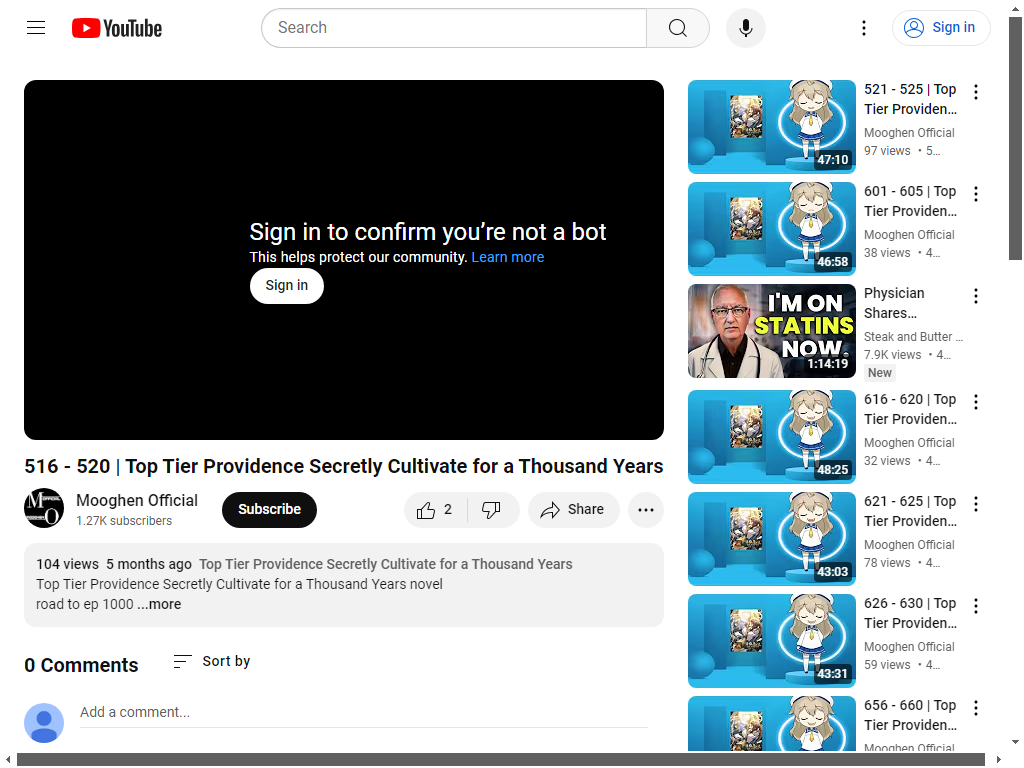 YouTube
Search
Sign in
Sign in to confirm you’re not a bot
This helps protect our community. Learn more
Sign in
516 - 520 | Top Tier Providence Secretly Cultivate for a Thousand Years
Mooghen Official
1.27K subscribers
Subscribe
2
Share
...
104 views 5 months ago Top Tier Providence Secretly Cultivate for a Thousand Years
Top Tier Providence Secretly Cultivate for a Thousand Years novel
road to ep 1000 ...more
0 Comments
Sort by
Add a comment...
47:10
521 - 525 | Top
Tier Providen...
Mooghen Official
97 views • 5...
46:58
601 - 605 | Top
Tier Providen...
Mooghen Official
38 views • 4...
I'M ON
STATINS
NOW.
1:14:19
Physician
Shares...
Steak and Butter ...
7.9K views • 4...
New
48:25
616 - 620 | Top
Tier Providen...
Mooghen Official
32 views • 4...
43:03
621 - 625 | Top
Tier Providen...
Mooghen Official
78 views • 4...
43:31
626 - 630 | Top
Tier Providen...
Mooghen Official
59 views • 4...
656 - 660 | Top
Tier Providen...
Mooghen Official